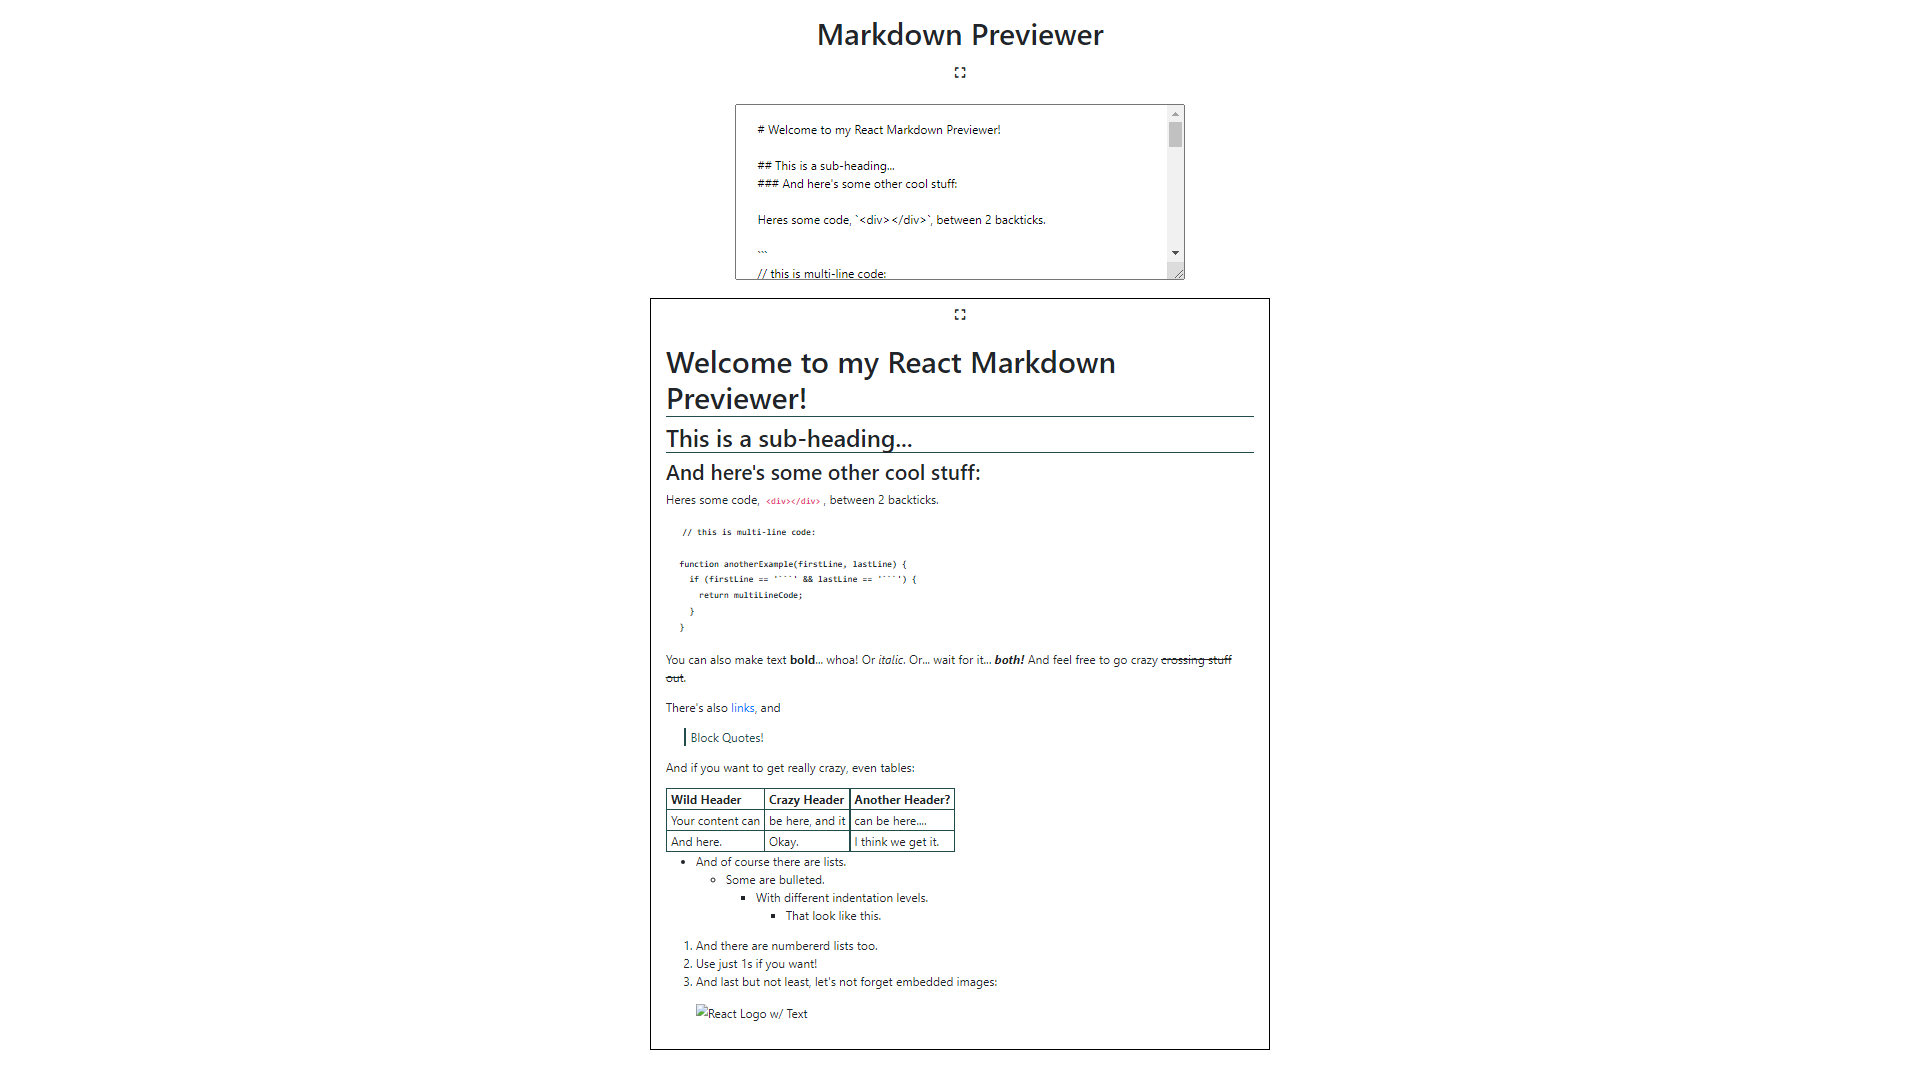 Markdown Previewer
# Welcome to my React Markdown Previewer!
## This is a sub-heading...
### And here's some other cool stuff:
Heres some code, `<div></div>`, between 2 backticks.
```
// this is multi-line code:
Welcome to my React Markdown
Previewer!
This is a sub-heading...
And here's some other cool stuff:
Heres some code, <div></div>, between 2 backticks.
// this is multi-line code:
function anotherExample(firstLine, lastLine) {
if (firstLine == '```' && lastLine == '```') {
return multiLineCode;
}
}
You can also make text bold... whoa! Or italic. Or... wait for it... both! And feel free to go crazy crossing stuff
out.
There's also links, and
Block Quotes!
And if you want to get really crazy, even tables:
Wild Header Crazy Header Another Header?
Your content can be here, and it can be here....
And here. Okay. I think we get it.
And of course there are lists.
Some are bulleted.
With different indentation levels.
That look like this.
1. And there are numbererd lists too.
2. Use just 1s if you want!
3. And last but not least, let's not forget embedded images:
React Logo w/ Text